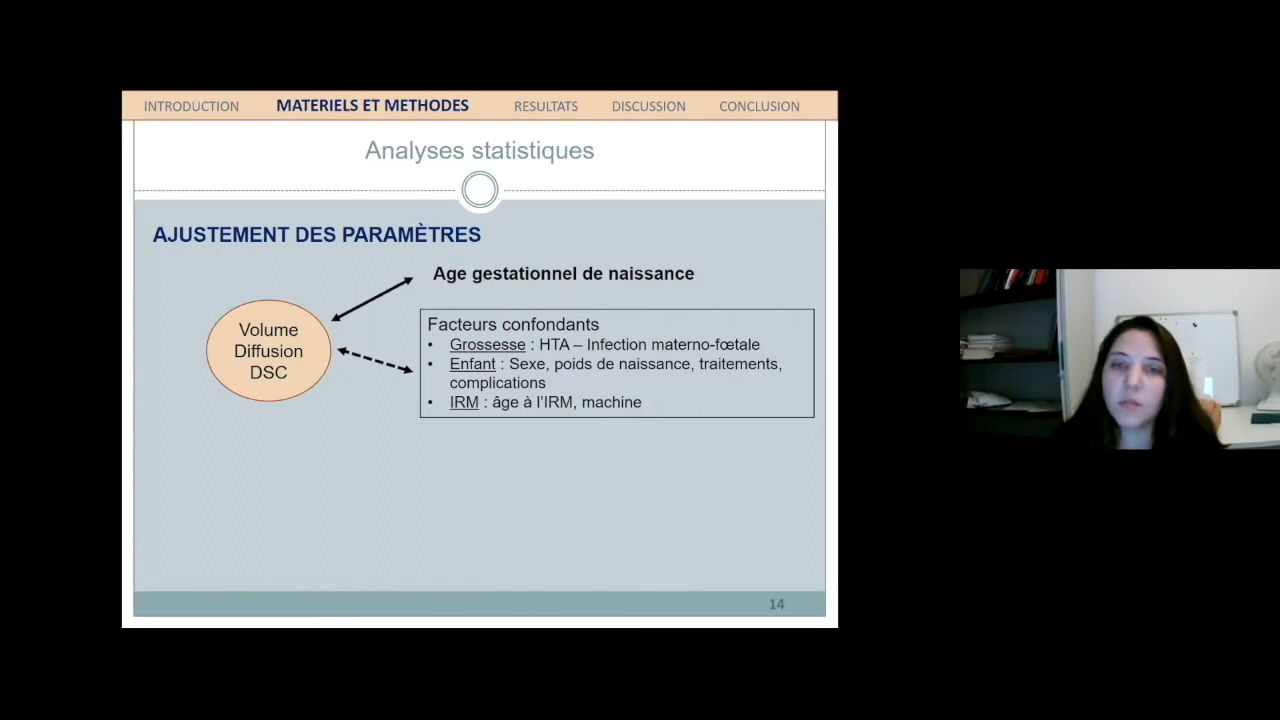 INTRODUCTION MATERIELS ET METHODES RESULTATS DISCUSSION CONCLUSION
Analyses statistiques
AJUSTEMENT DES PARAMÈTRES
Age gestationnel de naissance
Volume
Diffusion
DSC
Facteurs confondants
• Grossesse : HTA – Infection materno-fœtale
• Enfant : Sexe, poids de naissance, traitements,
complications
• IRM : âge à l'IRM, machine
14